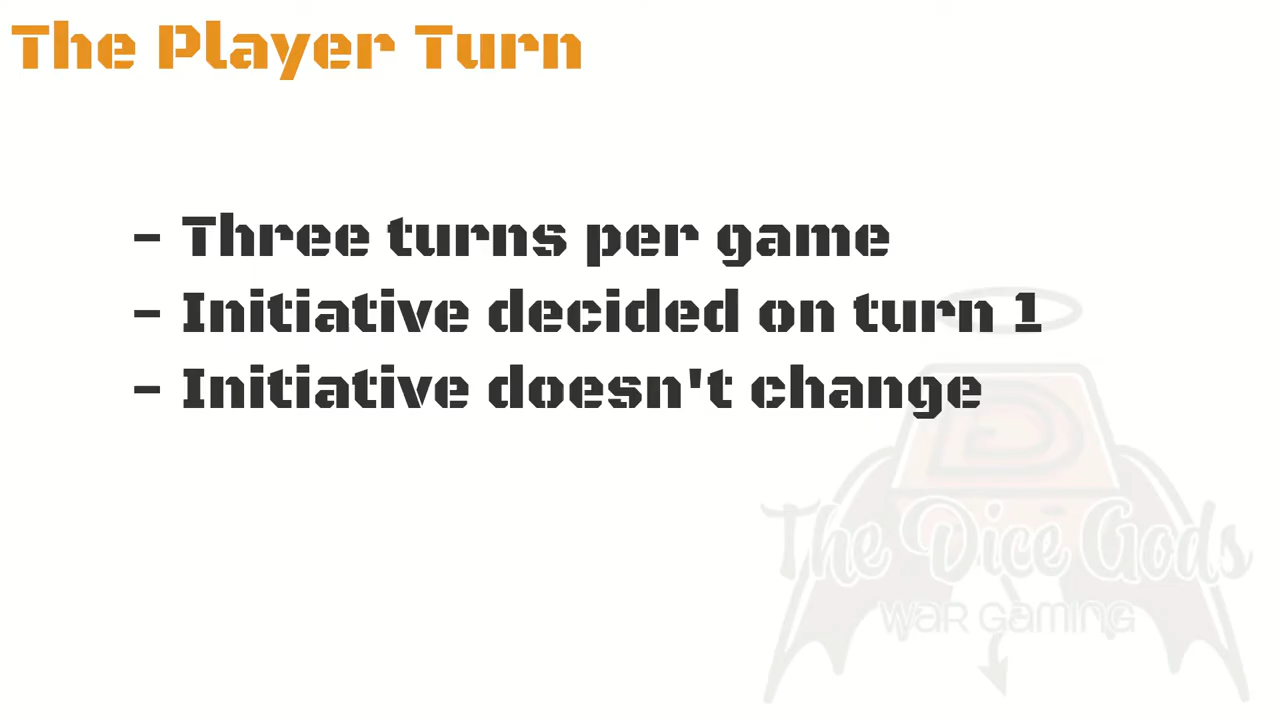 The Player Turn
- Three turns per game
- Initiative decided on turn 1
- Initiative doesn't change
The Dice Gods
WAR GAMING